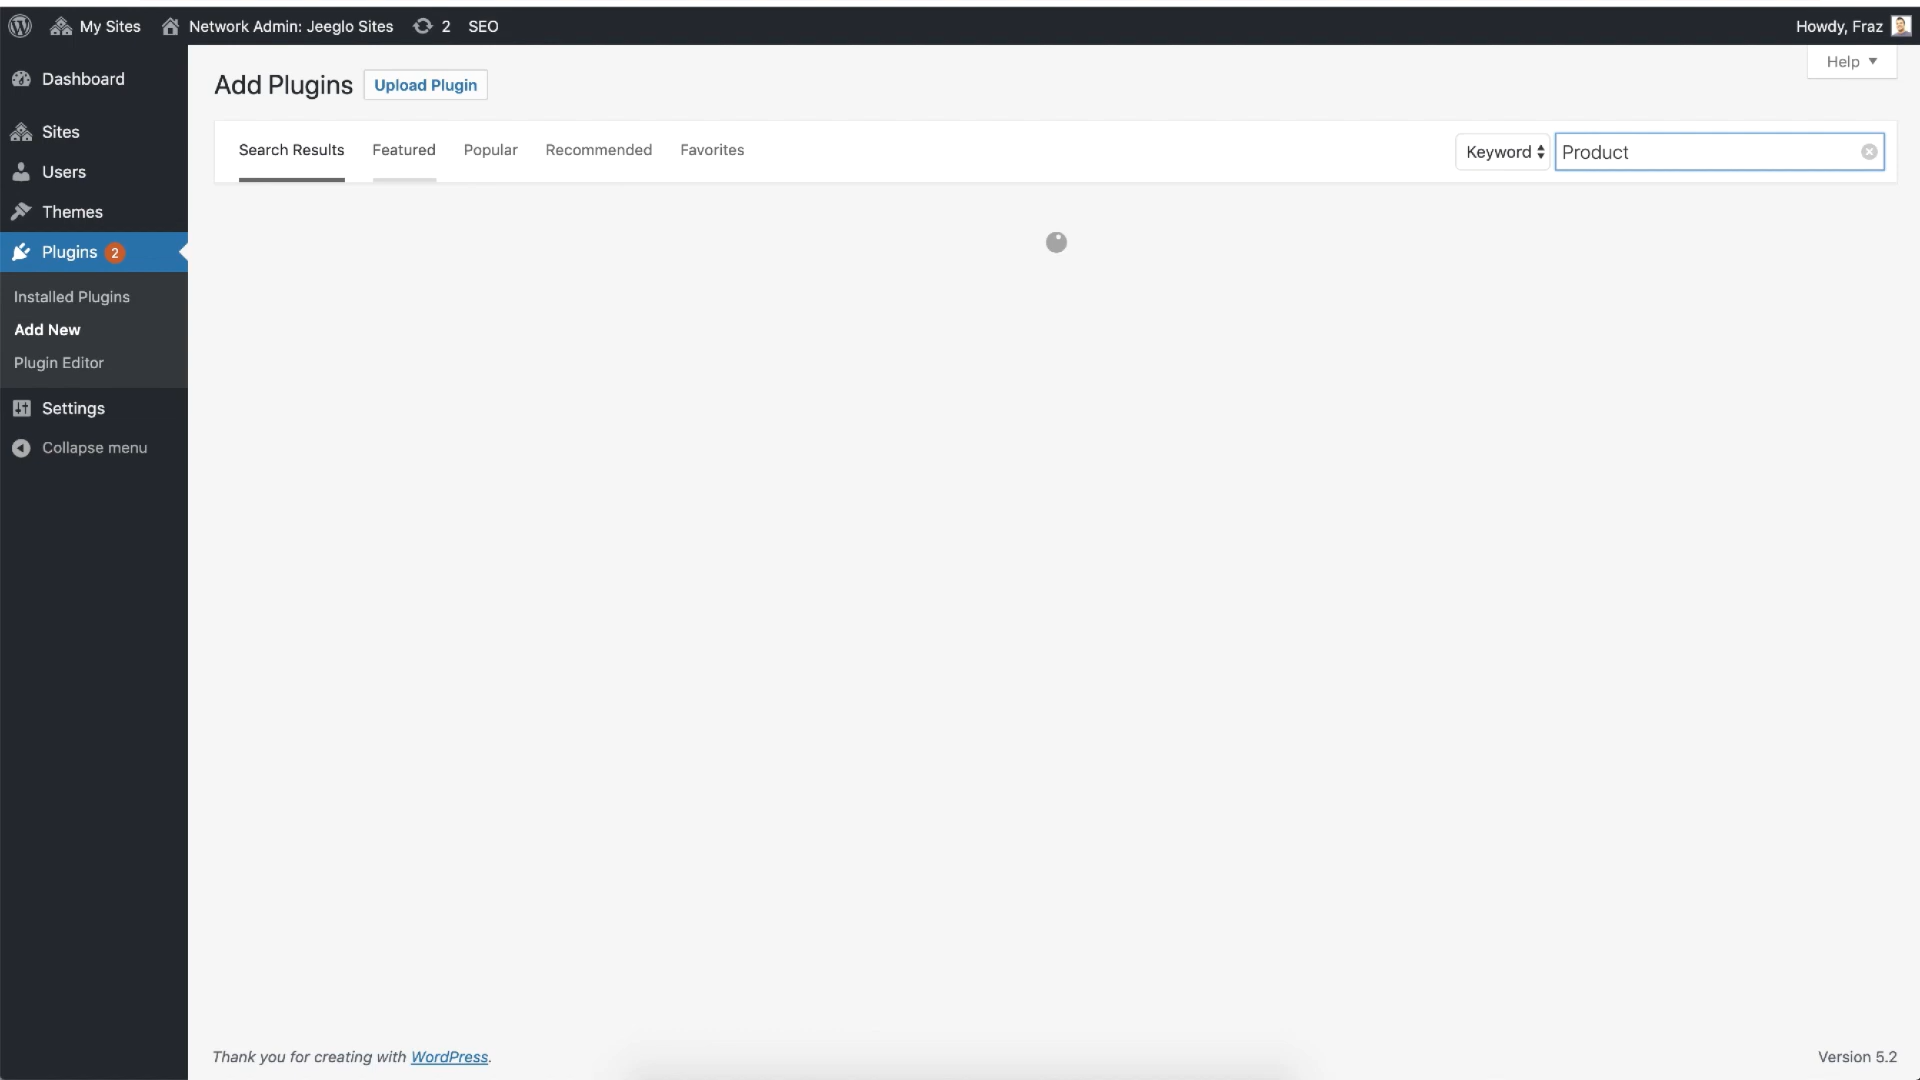 My Sites Network Admin: Jeeglo Sites 2 SEO Howdy, Fraz
Help
Dashboard
Sites
Users
Themes
Plugins 2
Installed Plugins
Add New
Plugin Editor
Settings
Collapse menu
Add Plugins Upload Plugin
Search Results Featured Popular Recommended Favorites Keyword Product
Thank you for creating with WordPress. Version 5.2